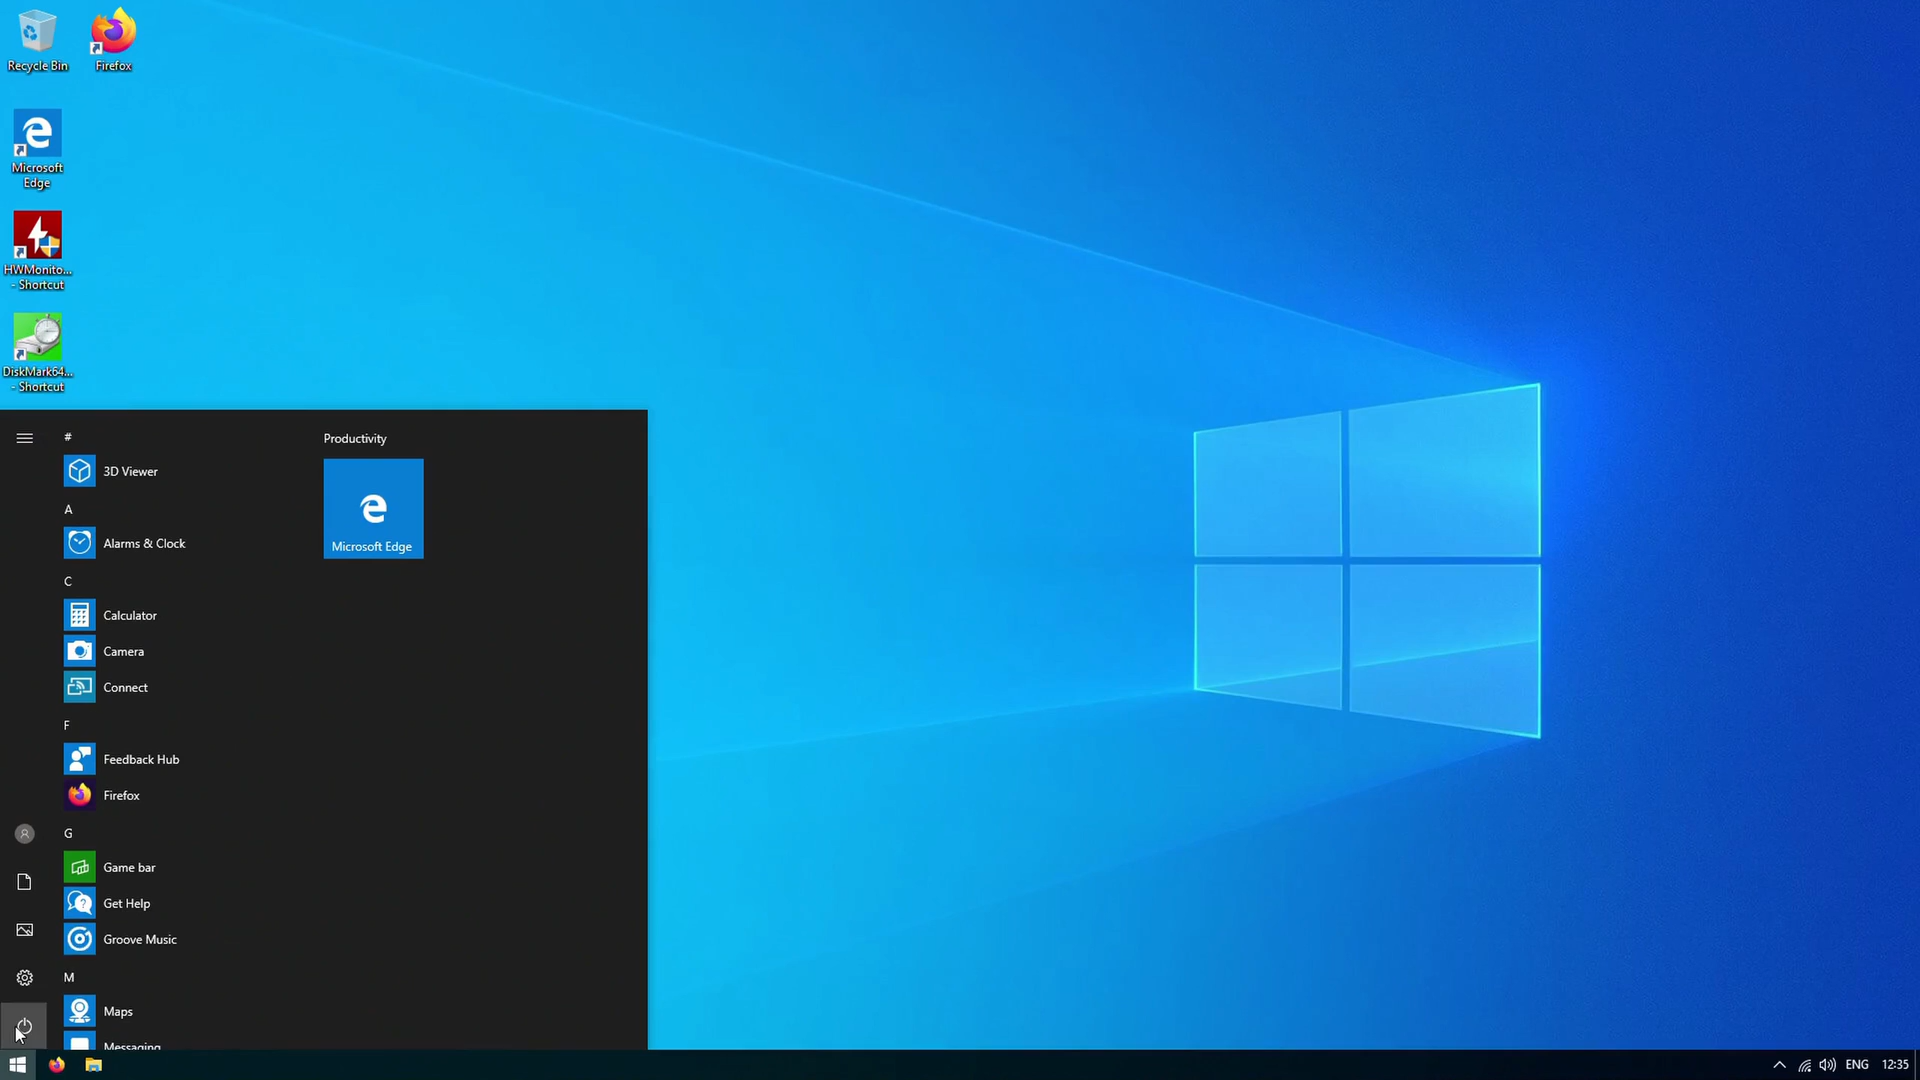 Recycle Bin
Firefox
Microsoft
Edge
HWMonito...
- Shortcut
DiskMark64...
- Shortcut
#
3D Viewer
A
Alarms & Clock
C
Calculator
Camera
Connect
F
Feedback Hub
Firefox
G
Game bar
Get Help
Groove Music
M
Maps
Messaging
Productivity
Microsoft Edge
ENG
12:35